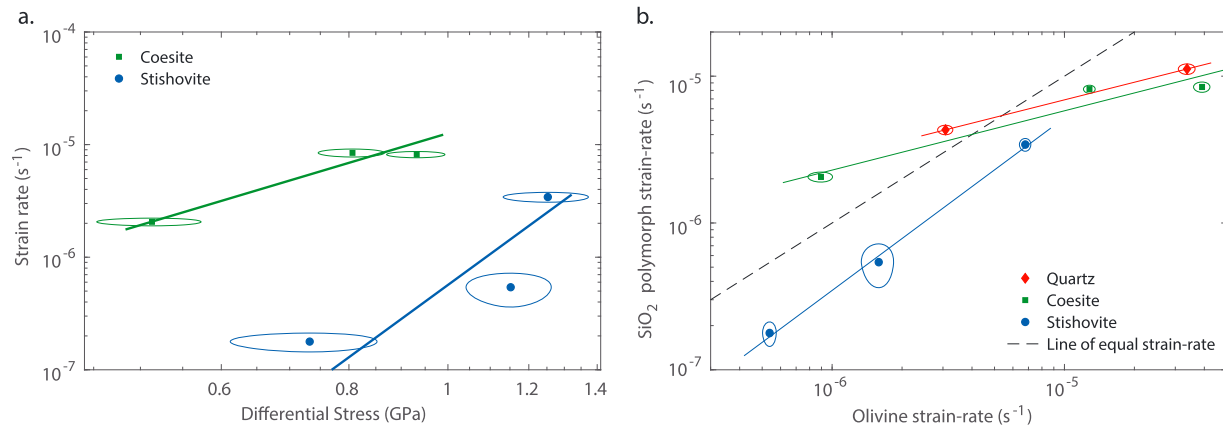 a.
10-4
10-5
10-6
10-7
Strain rate (s-1)
Coesite
Stishovite
0.6
0.8
1
1.2
1.4
Differential Stress (GPa)
b.
10-5
10-6
10-7
SiO2 polymorph strain-rate (s-1)
Quartz
Coesite
Stishovite
Line of equal strain-rate
10-6
10-5
Olivine strain-rate (s-1)